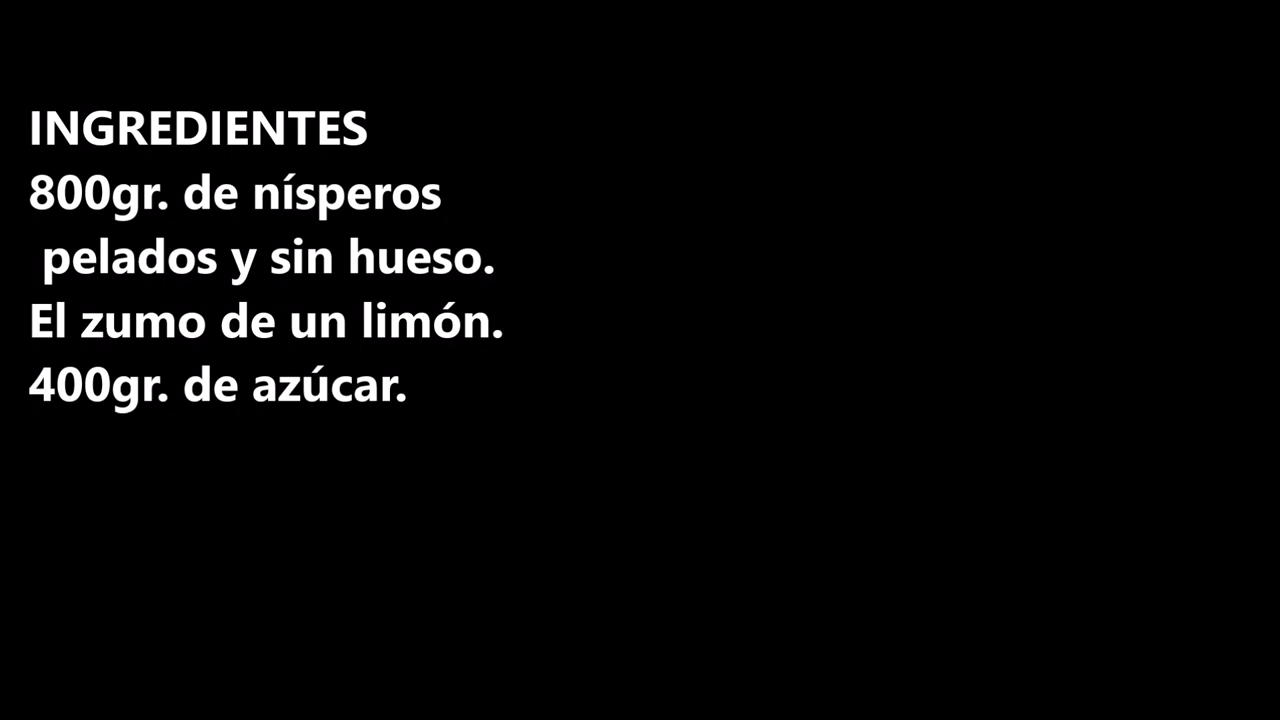 INGREDIENTES
800gr. de nísperos
pelados y sin hueso.
El zumo de un limón.
400gr. de azúcar.